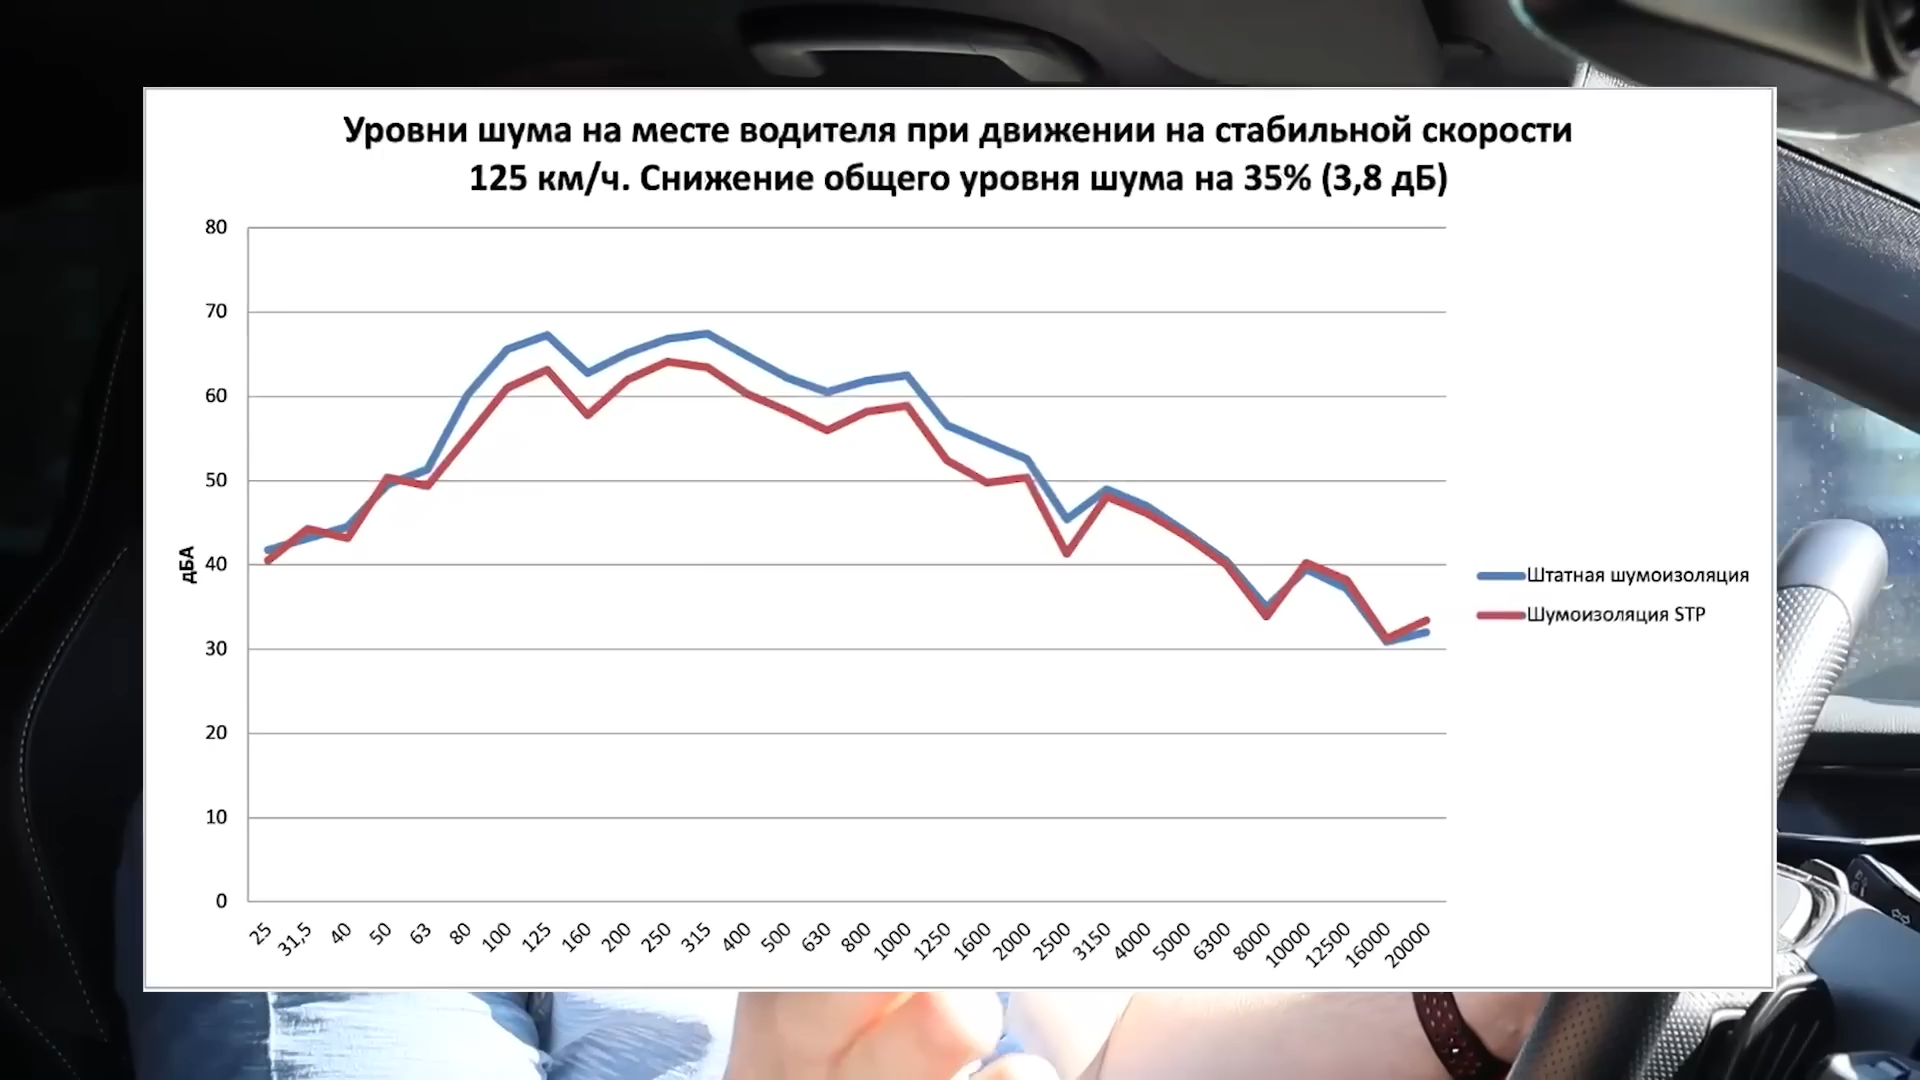 Уровни шума на месте водителя при движении на стабильной скорости
125 км/ч. Снижение общего уровня шума на 35% (3,8 дБ)
80
70
60
50
40
30
20
10
0
дБА
25 31,5 40 50 63 80 100 125 160 200 250 315 400 500 630 800 1000 1250 1600 2000 2500 3150 4000 5000 6300 8000 10000 12500 16000 20000
Штатная шумоизоляция
Шумоизоляция STP